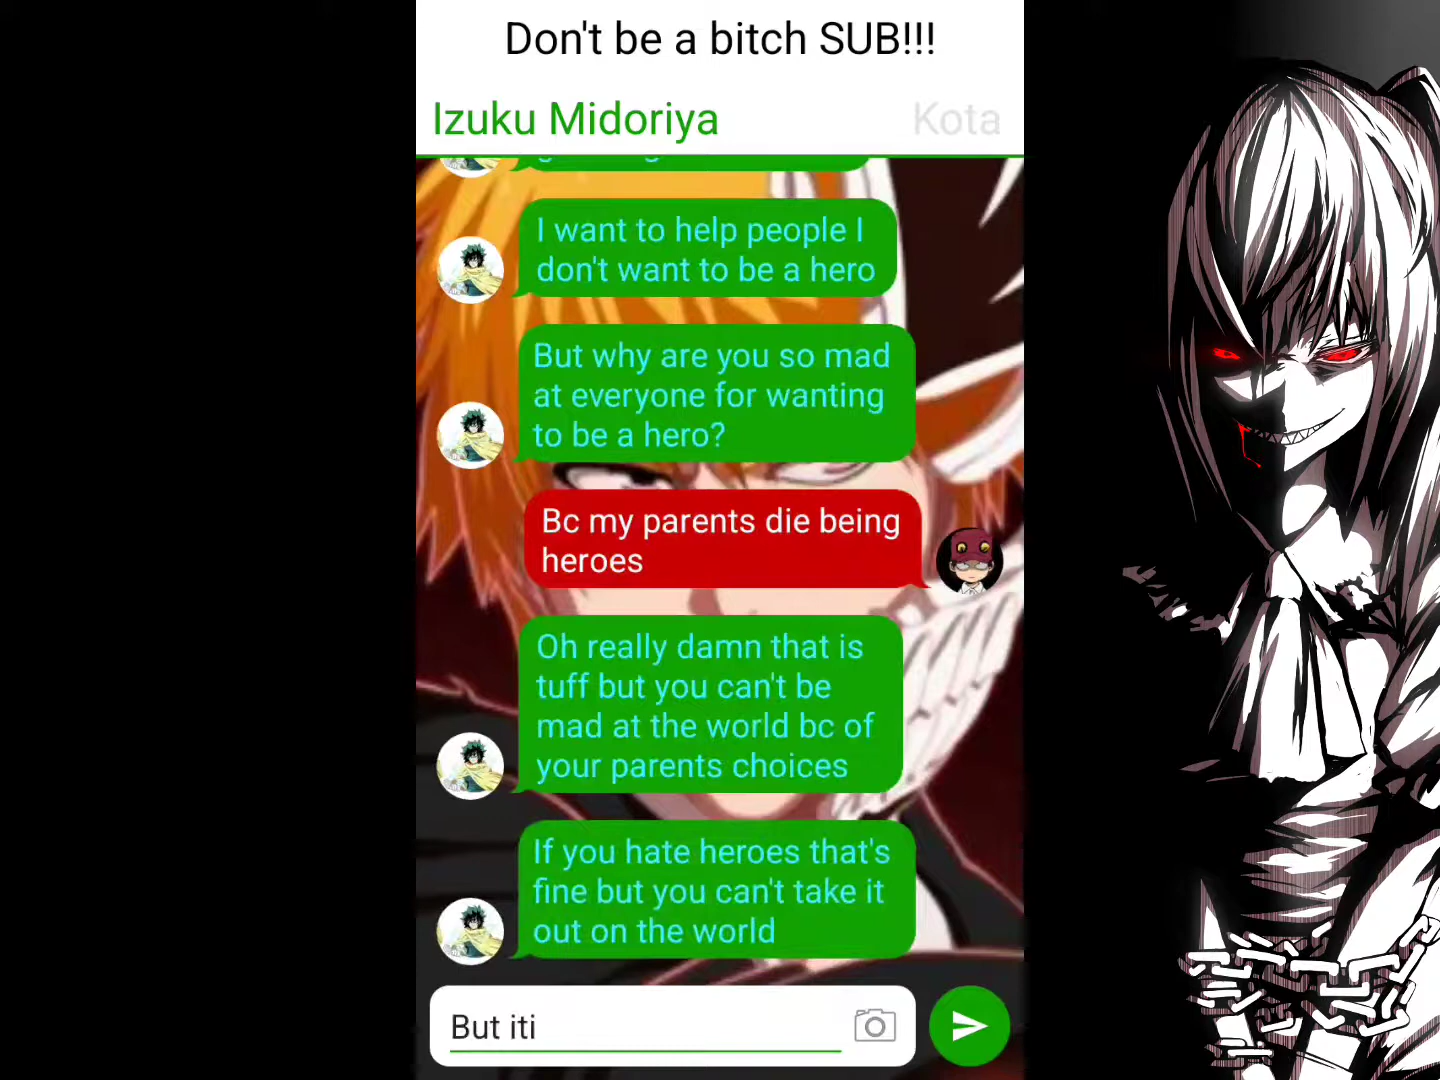 Don't be a bitch SUB!!!
Izuku Midoriya
Kota
I want to help people I
don't want to be a hero
But why are you so mad
at everyone for wanting
to be a hero?
Bc my parents die being
heroes
Oh really damn that is
tuff but you can't be
mad at the world bc of
your parents choices
If you hate heroes that's
fine but you can't take it
out on the world
But iti